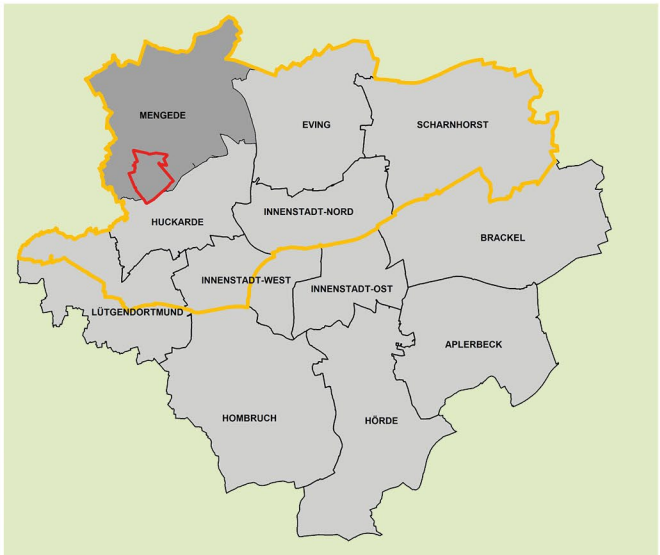 MENGEDE
EVING
SCHARNHORST
HUCKARDE
INNENSTADT-NORD
BRACKEL
INNENSTADT-WEST
INNENSTADT-OST
LÜTGENDORTMUND
APLERBECK
HOMBRUCH
HÖRDE